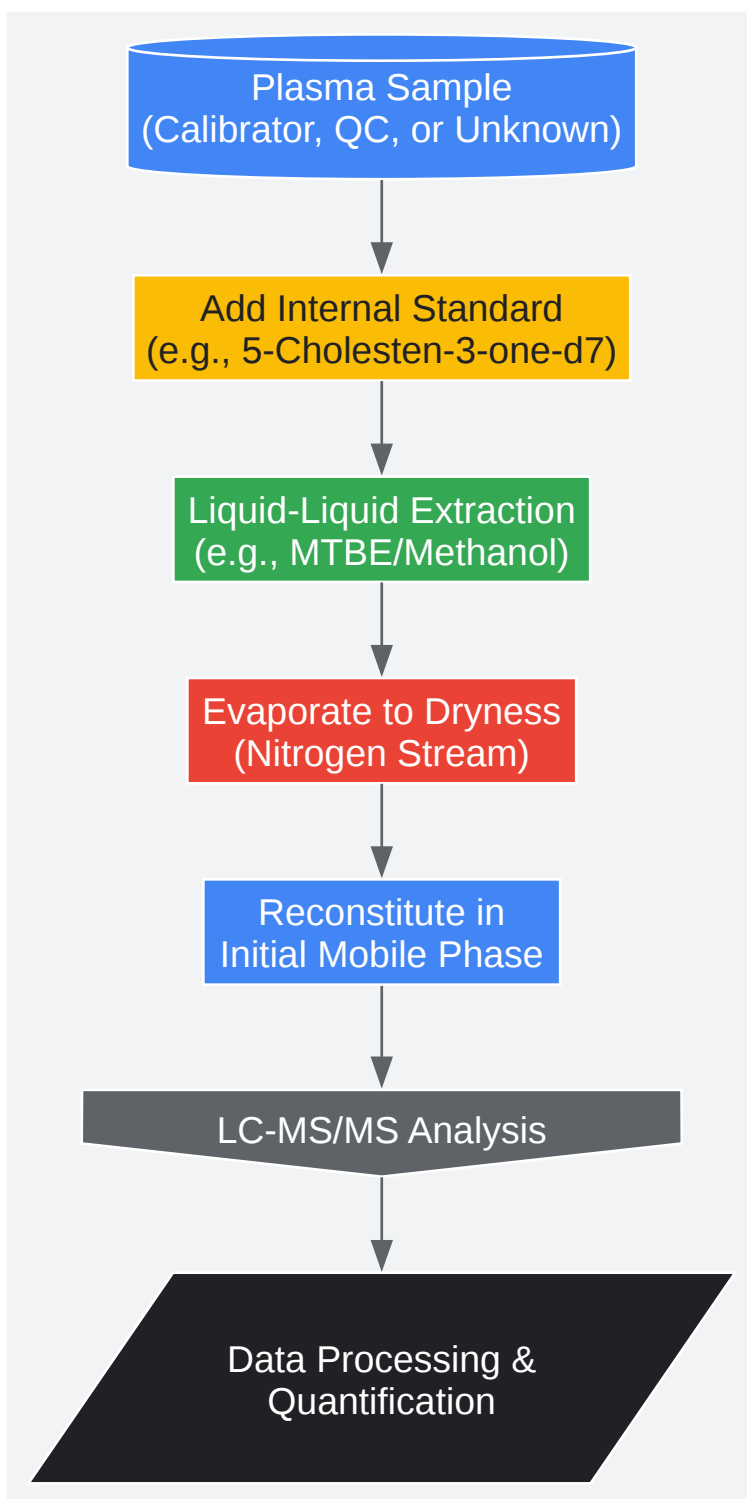 Plasma Sample
(Calibrator, QC, or Unknown)
Add Internal Standard
(e.g., 5-Cholesten-3-one-d7)
Liquid-Liquid Extraction
(e.g., MTBE/Methanol)
Evaporate to Dryness
(Nitrogen Stream)
Reconstitute in
Initial Mobile Phase
LC-MS/MS Analysis
Data Processing &
Quantification